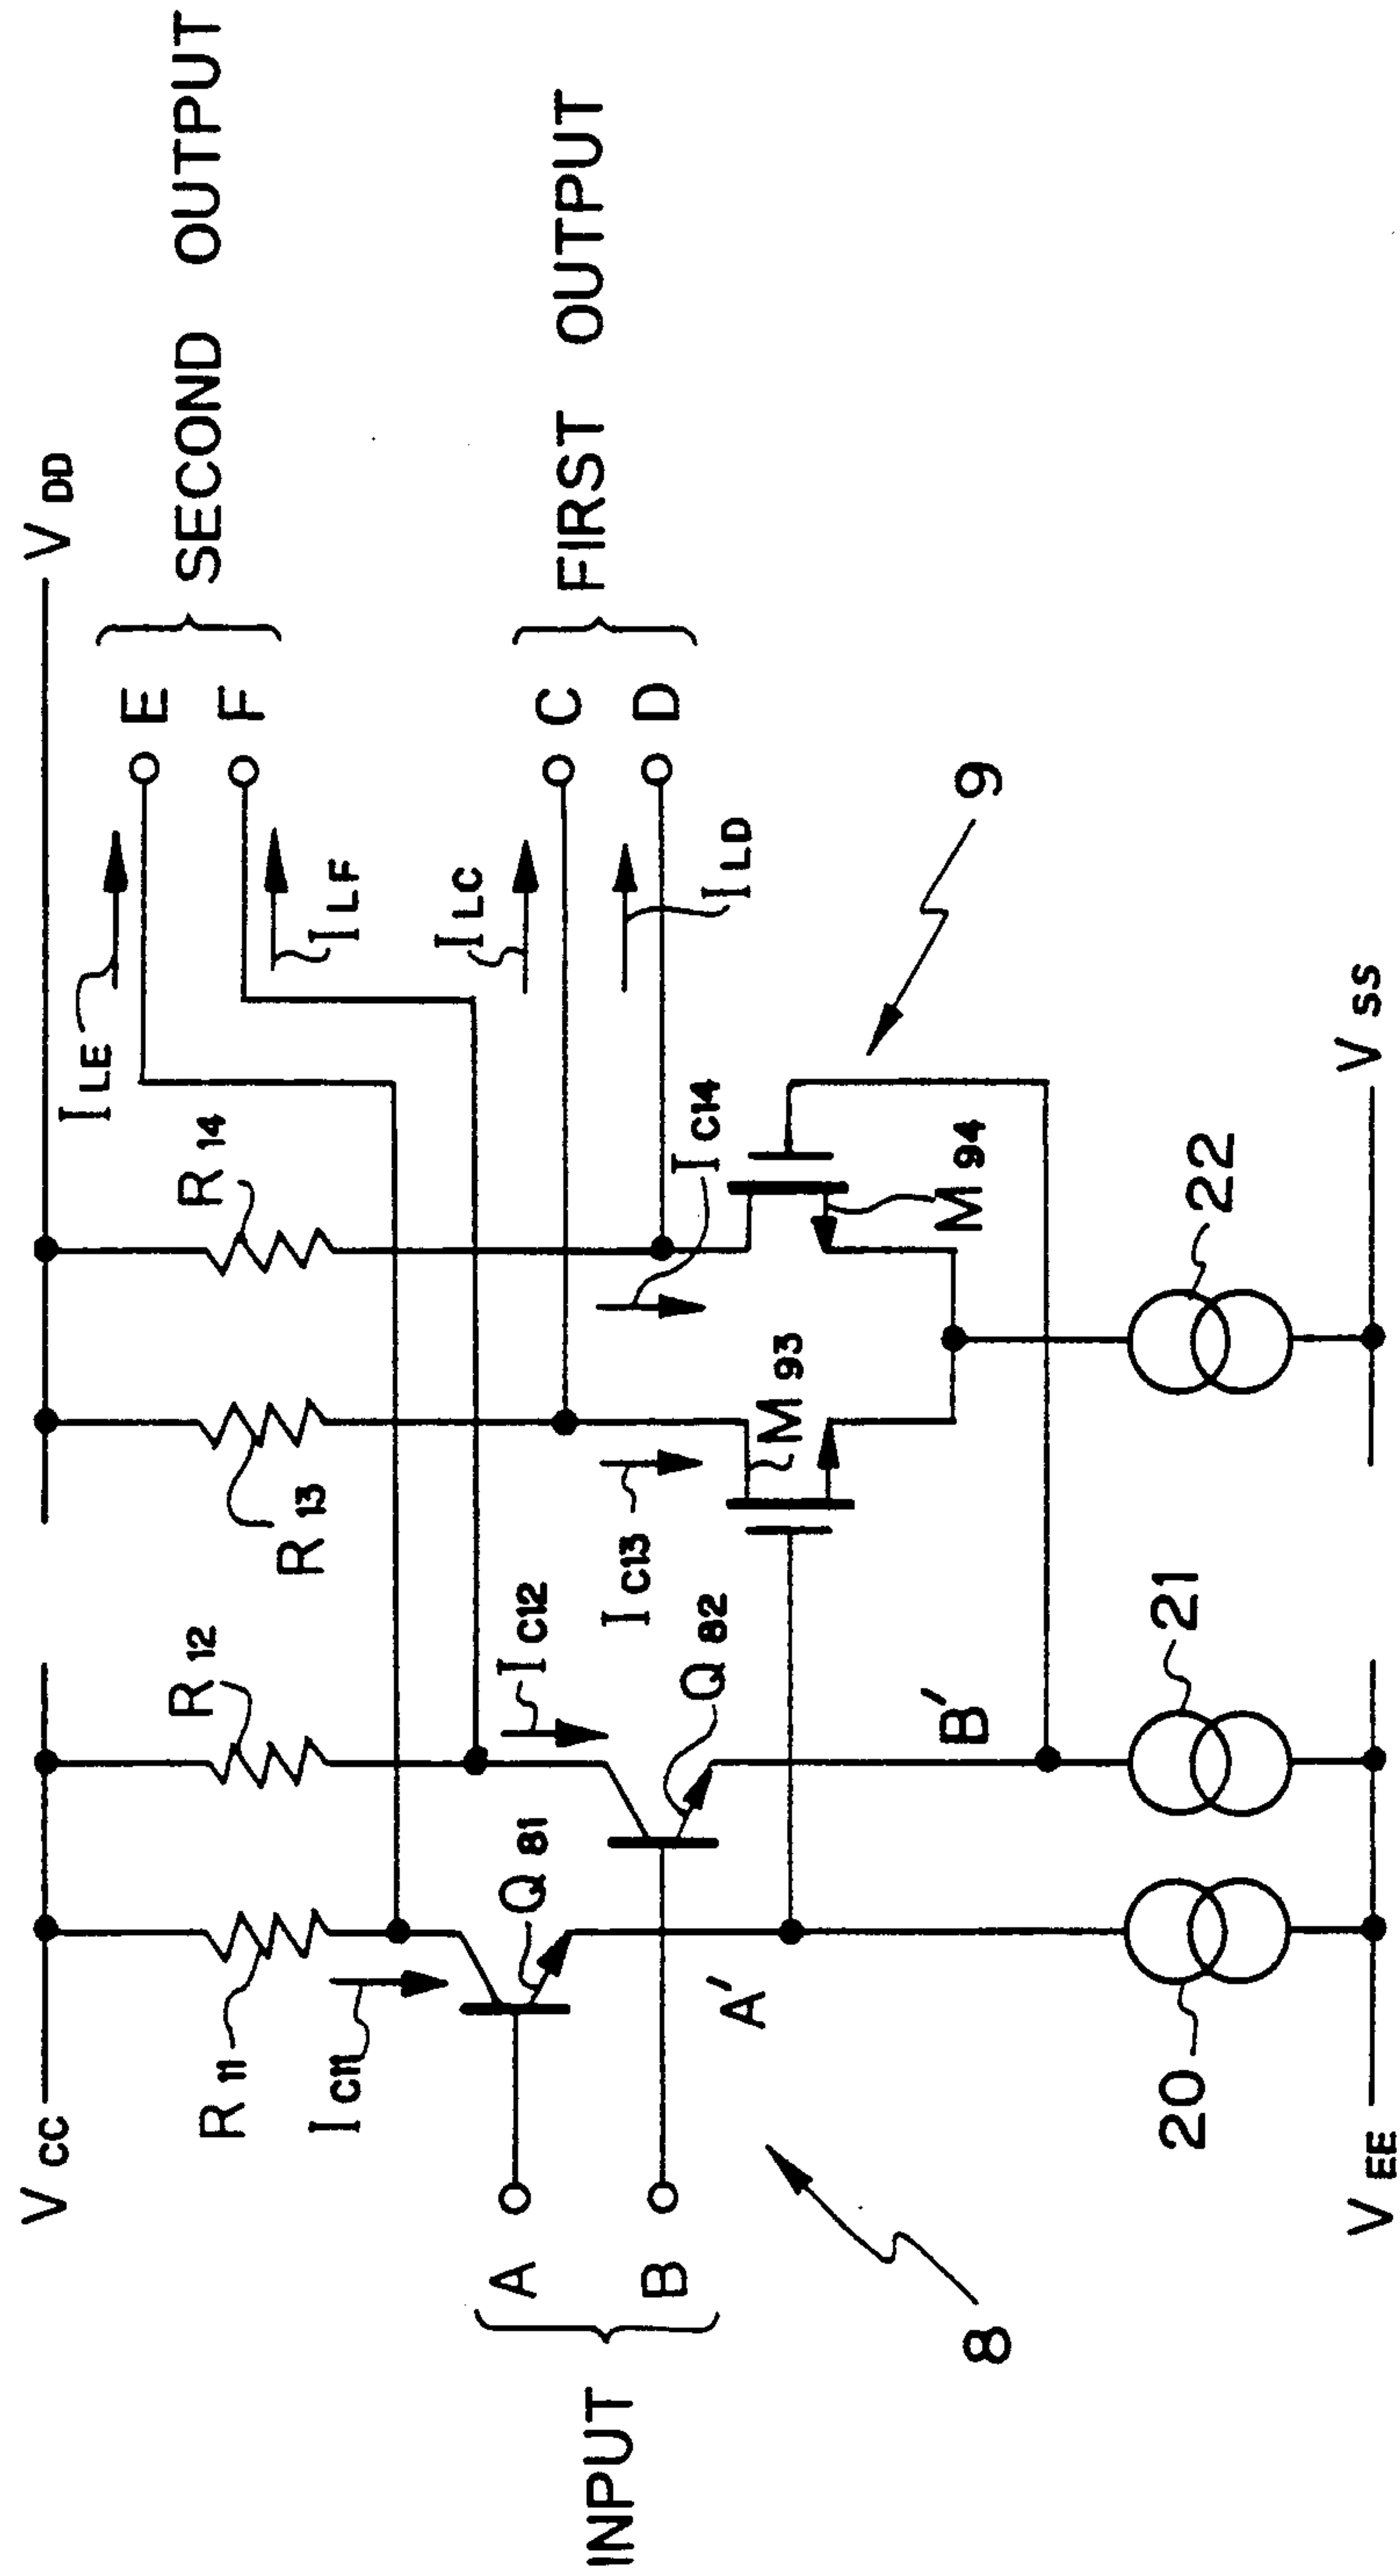 V CC
V DD
R 11
R 12
R 13
R 14
I LE
E
F
SECOND OUTPUT
I LF
I C11
I C12
I LC
C
D
FIRST OUTPUT
I LD
INPUT
A
B
Q 81
Q 82
I C13
I C14
M 93
M 94
A'
B'
8
9
20
21
22
V EE
V SS